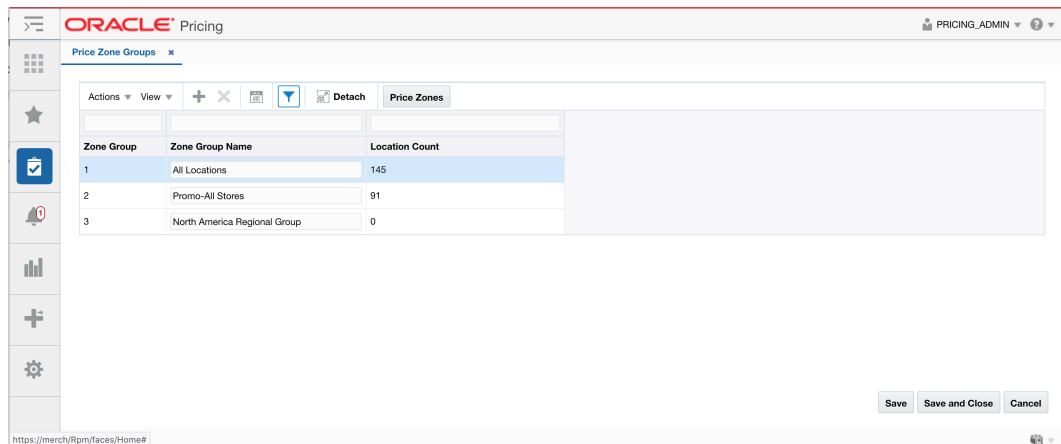 ORACLE Pricing
PRICING_ADMIN
Price Zone Groups x
Actions View Detach Price Zones
Zone Group Zone Group Name Location Count
1 All Locations 145
2 Promo-All Stores 91
3 North America Regional Group 0
1
Save Save and Close Cancel
https://merch/Rpm/faces/Home#